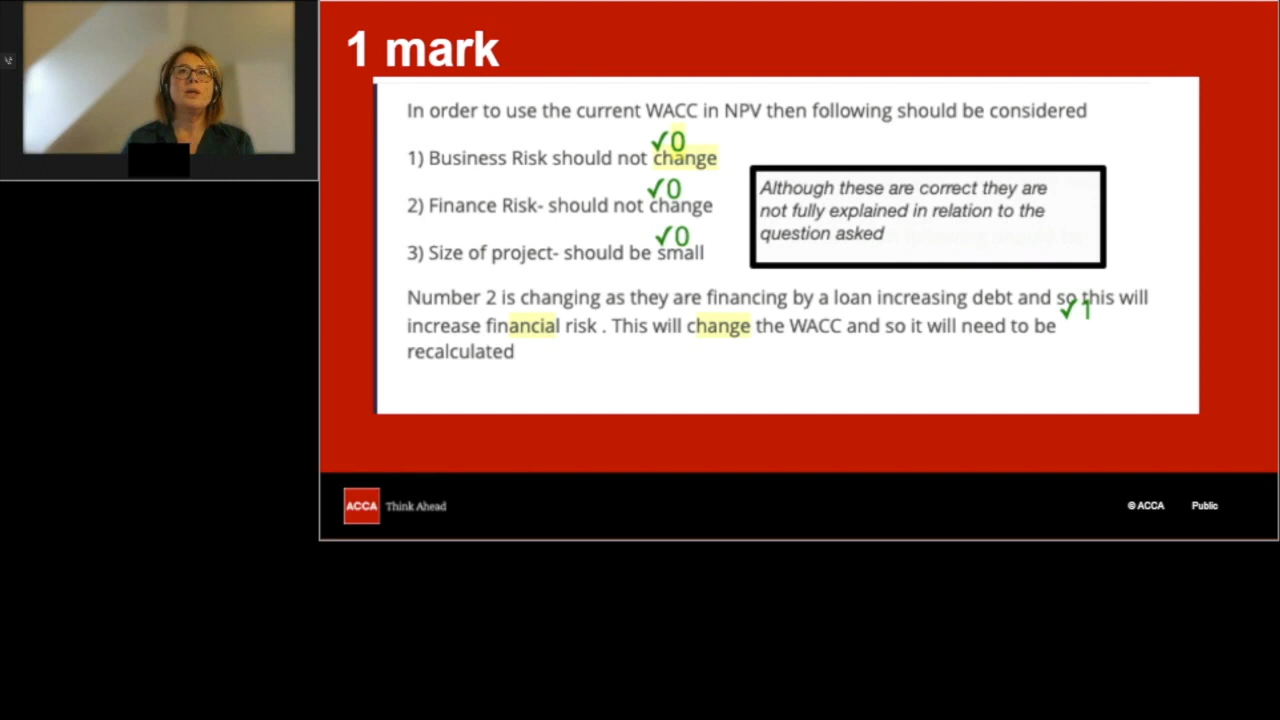 1 mark
In order to use the current WACC in NPV then following should be considered
✓0
1) Business Risk should not change
✓0
2) Finance Risk- should not change
✓0
3) Size of project- should be small
Although these are correct they are
not fully explained in relation to the
question asked
Number 2 is changing as they are financing by a loan increasing debt and so this will
✓1
increase financial risk . This will change the WACC and so it will need to be
recalculated
ACCA Think Ahead
© ACCA Public